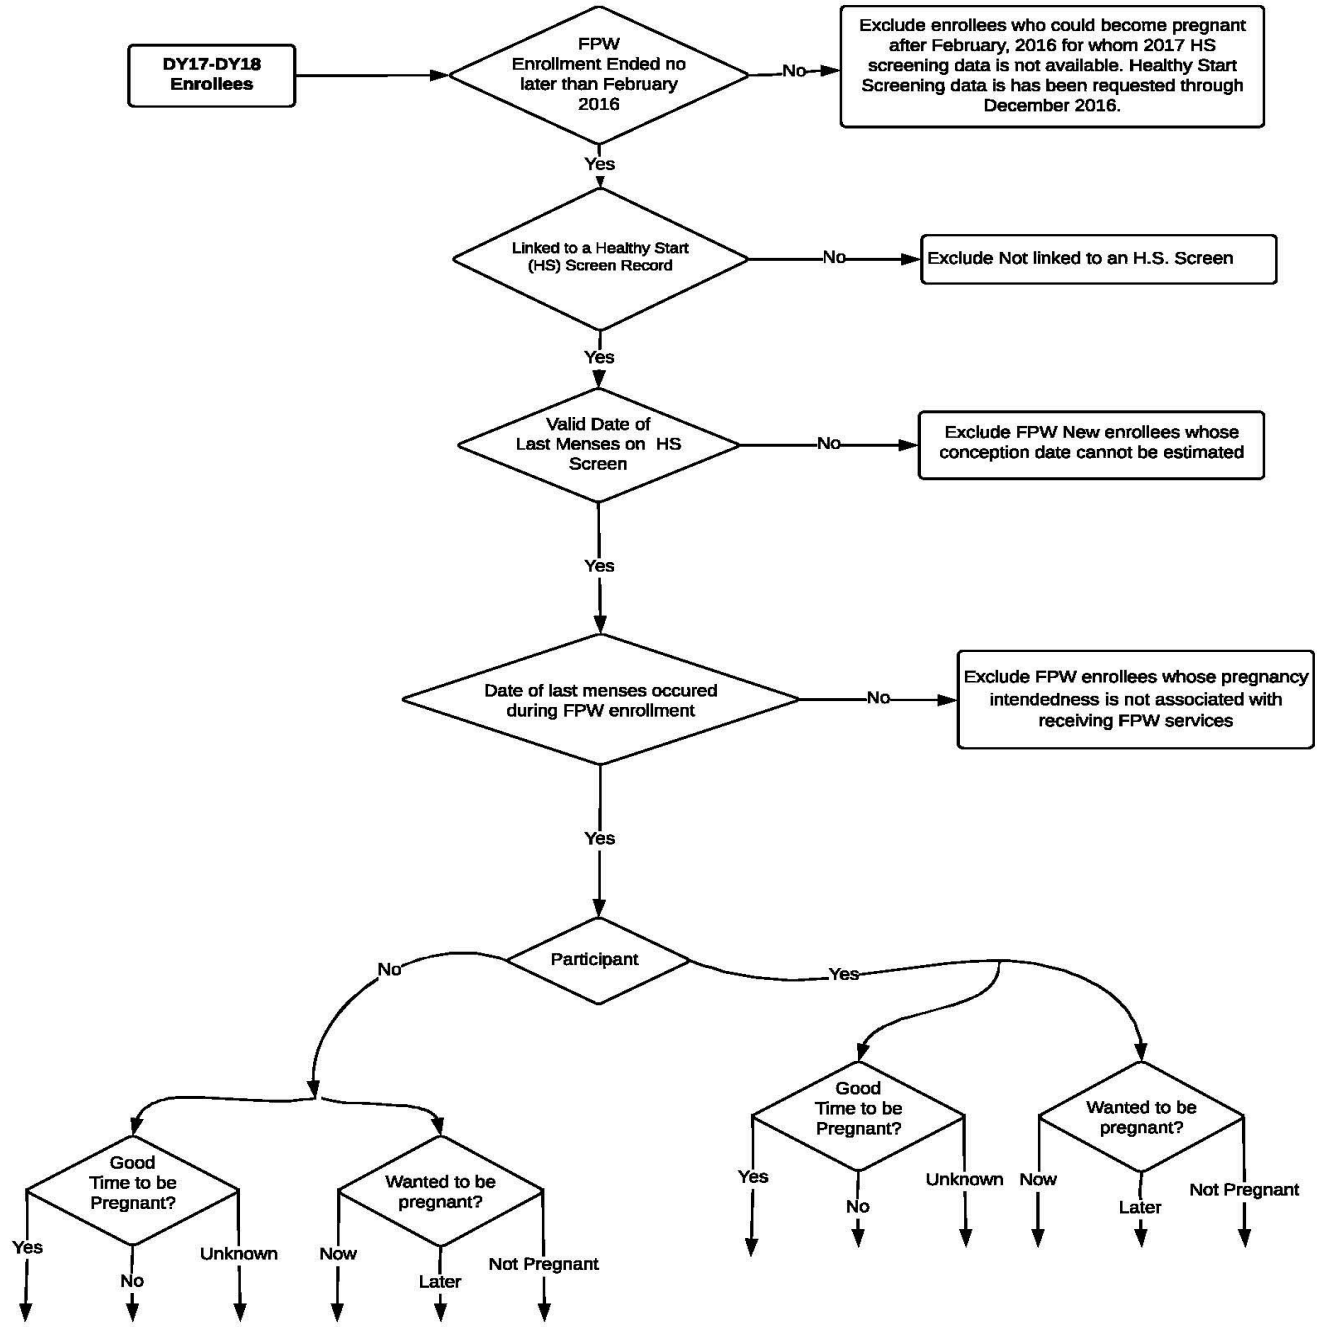 DY17-DY18
Enrollees
FPW
Enrollment Ended no
later than February
2016
No
Exclude enrollees who could become pregnant
after February, 2016 for whom 2017 HS
screening data is not available. Healthy Start
Screening data is has been requested through
December 2016.
Yes
Linked to a Healthy Start
(HS) Screen Record
No
Exclude Not linked to an H.S. Screen
Yes
Valid Date of
Last Menses on HS
Screen
No
Exclude FPW New enrollees whose
conception date cannot be estimated
Yes
Date of last menses occured
during FPW enrollment
No
Exclude FPW enrollees whose pregnancy
intendedness is not associated with
receiving FPW services
Yes
Participant
No
Yes
Good
Time to be
Pregnant?
Yes
No
Unknown
Wanted to be
pregnant?
Now
Later
Not Pregnant
Good
Time to be
Pregnant?
Yes
No
Unknown
Wanted to be
pregnant?
Now
Later
Not Pregnant